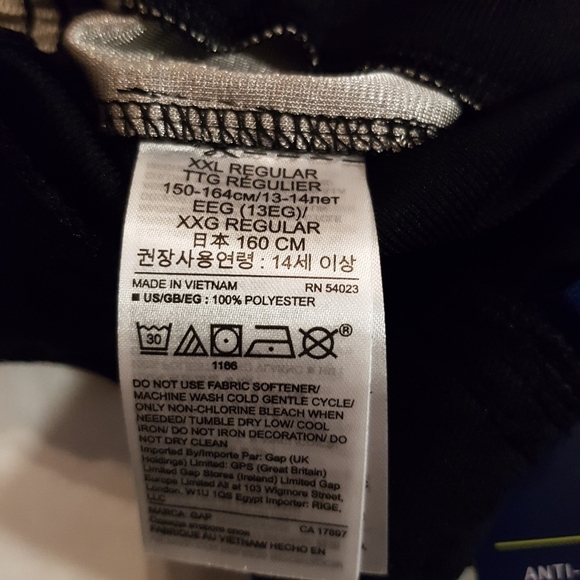 XXL REGULAR
TTG RÉGULIER
150-164см/13-14лет
EEG (13EG)/
XXG REGULAR
日本 160 CM
권장사용연령 : 14세 이상
MADE IN VIETNAM RN 54023
■ US/GB/EG : 100% POLYESTER
30
®
1166
DO NOT USE FABRIC SOFTENER/
MACHINE WASH COLD GENTLE CYCLE/
ONLY NON-CHLORINE BLEACH WHEN
NEEDED/ TUMBLE DRY LOW/ COOL
IRON/ DO NOT IRON DECORATION/ DO
NOT DRY CLEAN
Imported By/Importe Par: Gap (UK
Holdings) Limited: GPS (Great Britain)
Limited Gap Stores (Ireland) Limited Gap
Europe Limited All at 103 Wigmore Street,
London, W1U 1QS Egypt Importer: RIGE,
LLC
MARCA: GAP
CA 17897
FABRIQUE AU VIETNAM/ HECHO EN
ANTI-